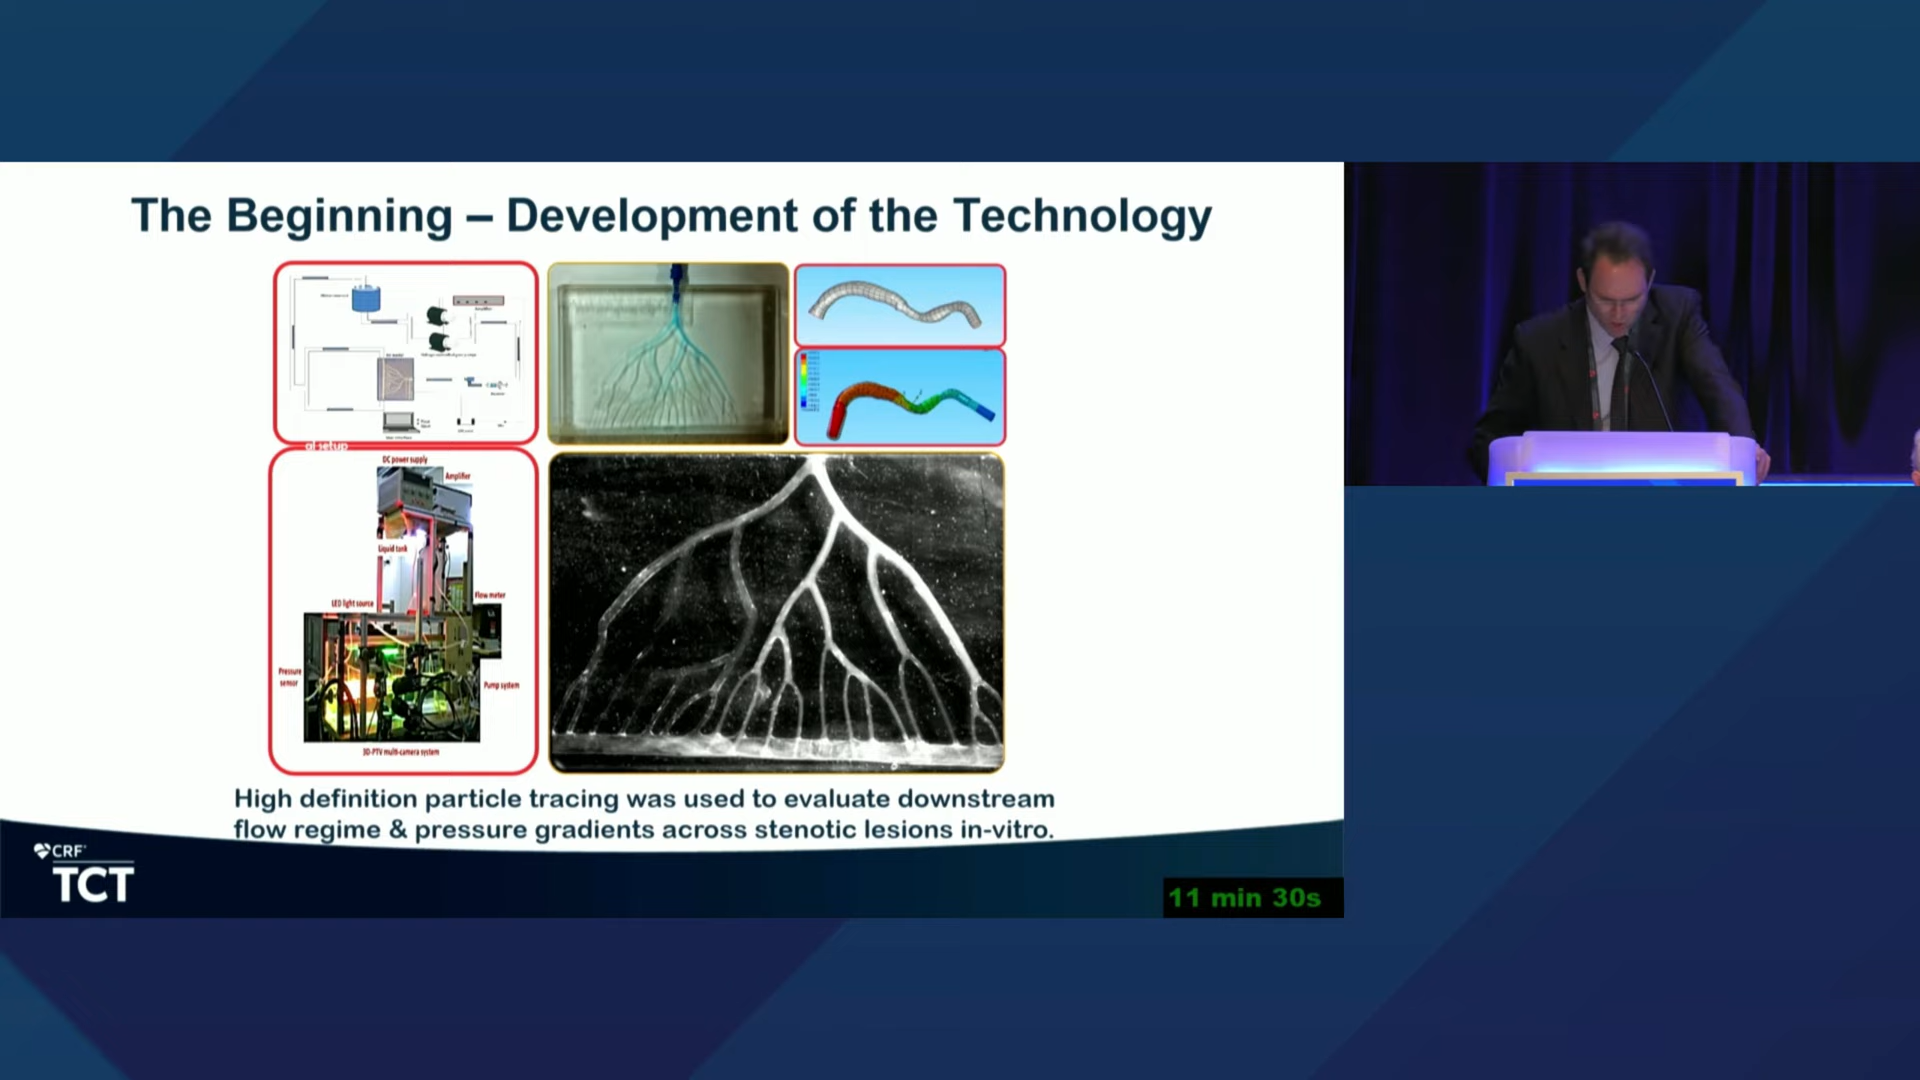 The Beginning – Development of the Technology
al setup
DC power supply
Amplifier
Liquid tank
Flow meter
LED light source
Pressure
sensor
Pump system
3D-PTV multi-camera system
High definition particle tracing was used to evaluate downstream
flow regime & pressure gradients across stenotic lesions in-vitro.
CRF
TCT
11 min 30s